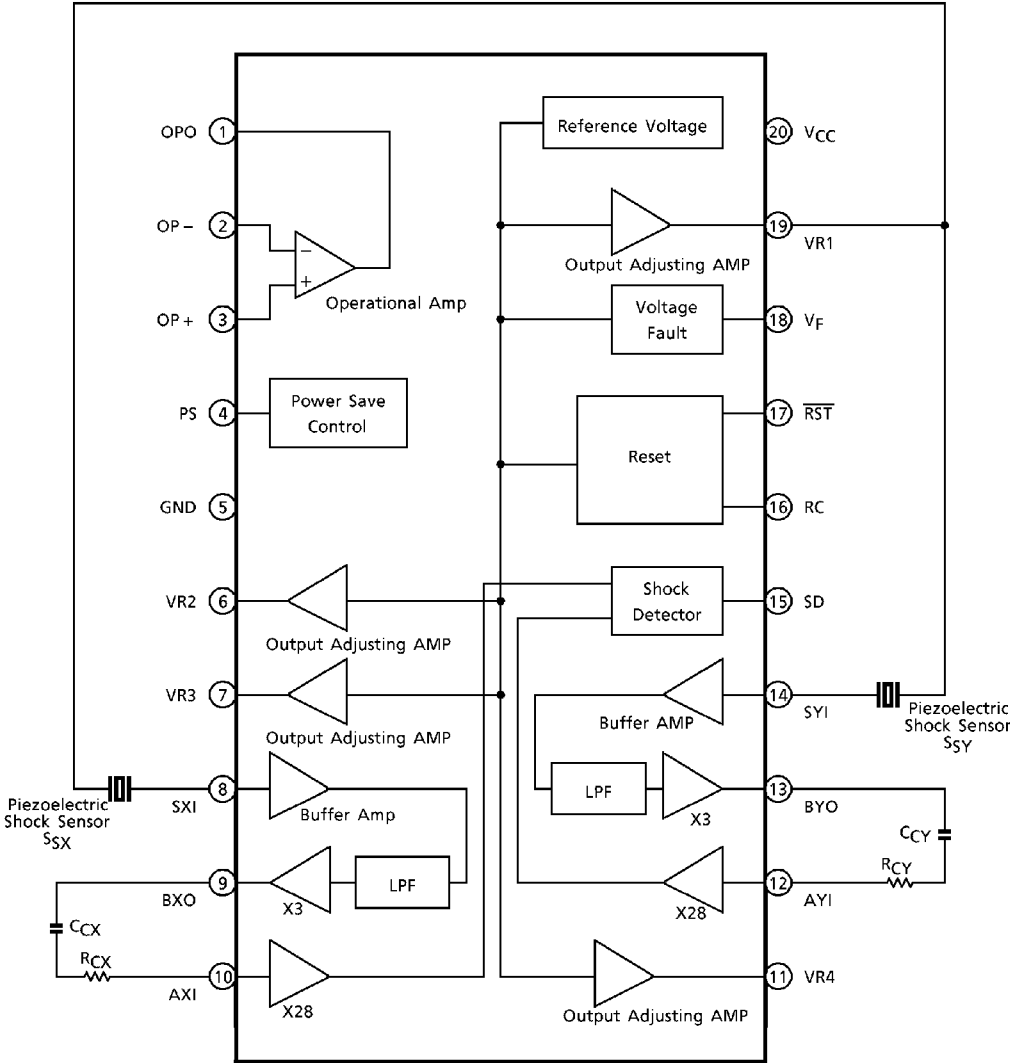 OPO 1
Reference Voltage
20 VCC
OP− 2
−
+
Operational Amp
Output Adjusting AMP
19 VR1
OP+ 3
Voltage
Fault
18 VF
PS 4
Power Save
Control
Reset
17 RST
GND 5
16 RC
VR2 6
Output Adjusting AMP
Shock
Detector
15 SD
VR3 7
Output Adjusting AMP
Buffer AMP
14 SYI
Piezoelectric
Shock Sensor
SSY
Piezoelectric
Shock Sensor
SSX
SXI 8
Buffer Amp
LPF
X3
13 BYO
CCY
BXO 9
X3
LPF
X28
12 AYI
RCY
CCX
RCX
AXI 10
X28
Output Adjusting AMP
11 VR4